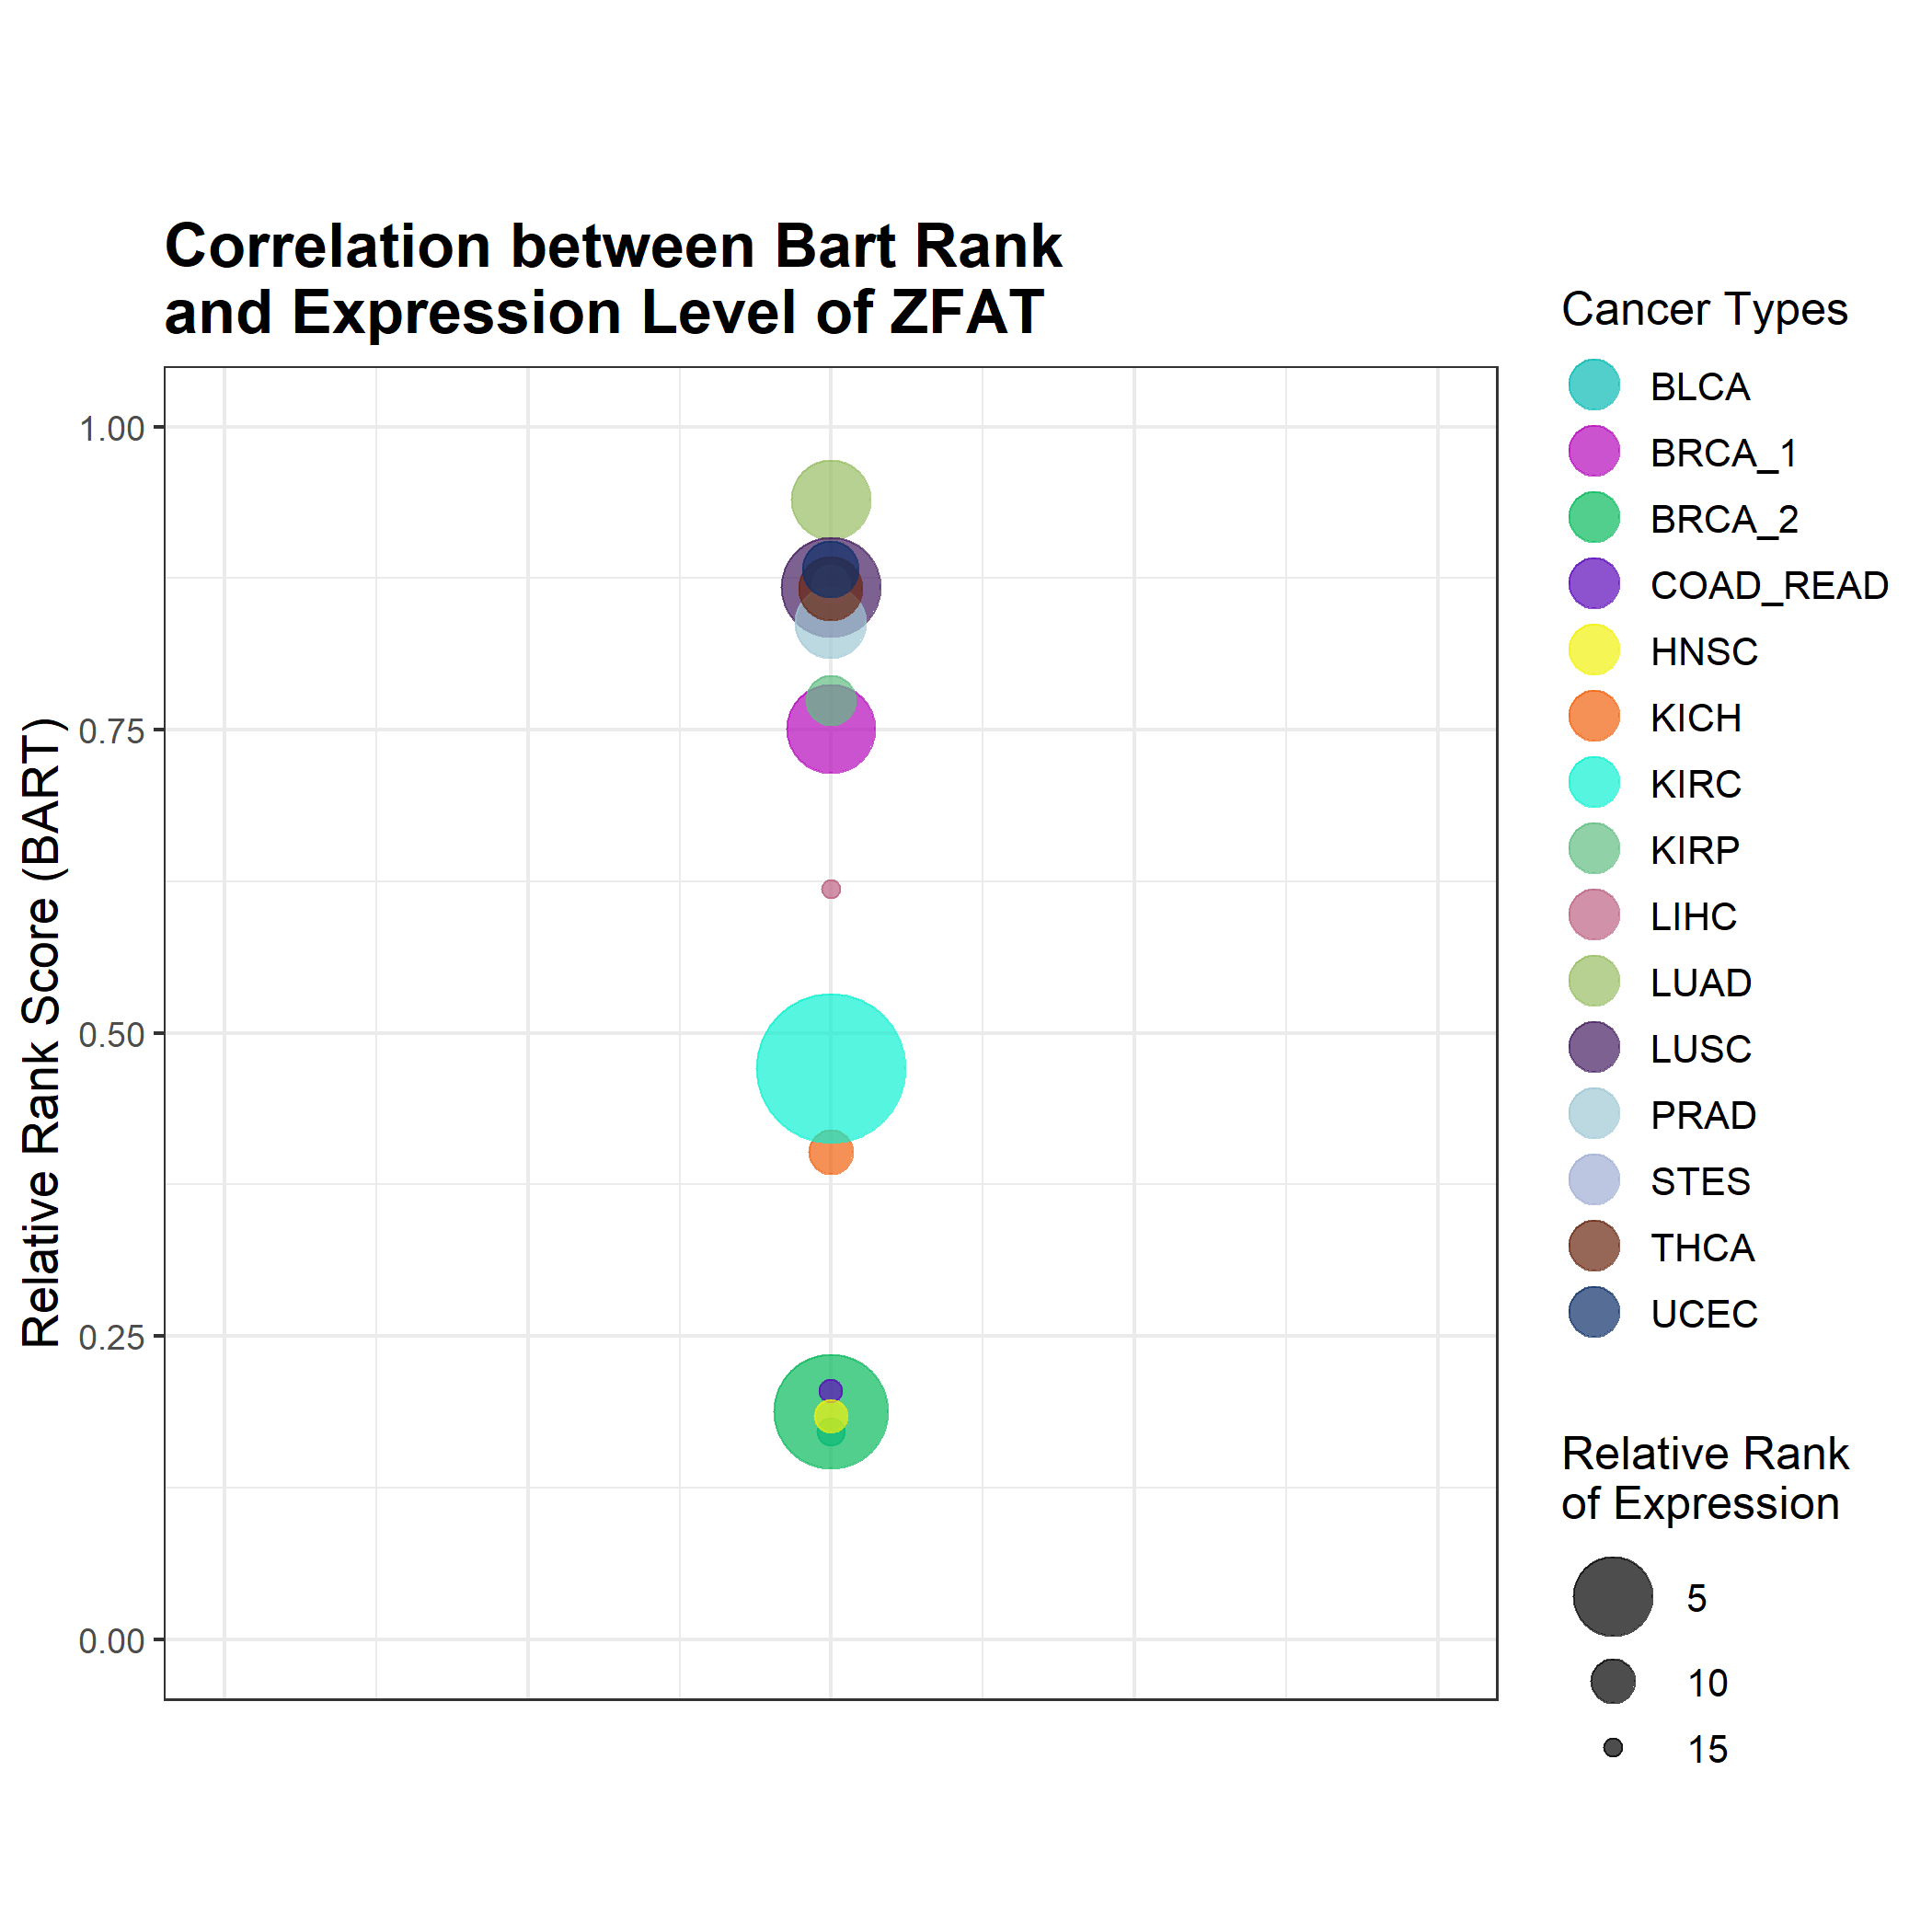 Correlation between Bart Rank
and Expression Level of ZFAT
Relative Rank Score (BART)
1.00
0.75
0.50
0.25
0.00
Cancer Types
BLCA
BRCA_1
BRCA_2
COAD_READ
HNSC
KICH
KIRC
KIRP
LIHC
LUAD
LUSC
PRAD
STES
THCA
UCEC
Relative Rank
of Expression
5
10
15